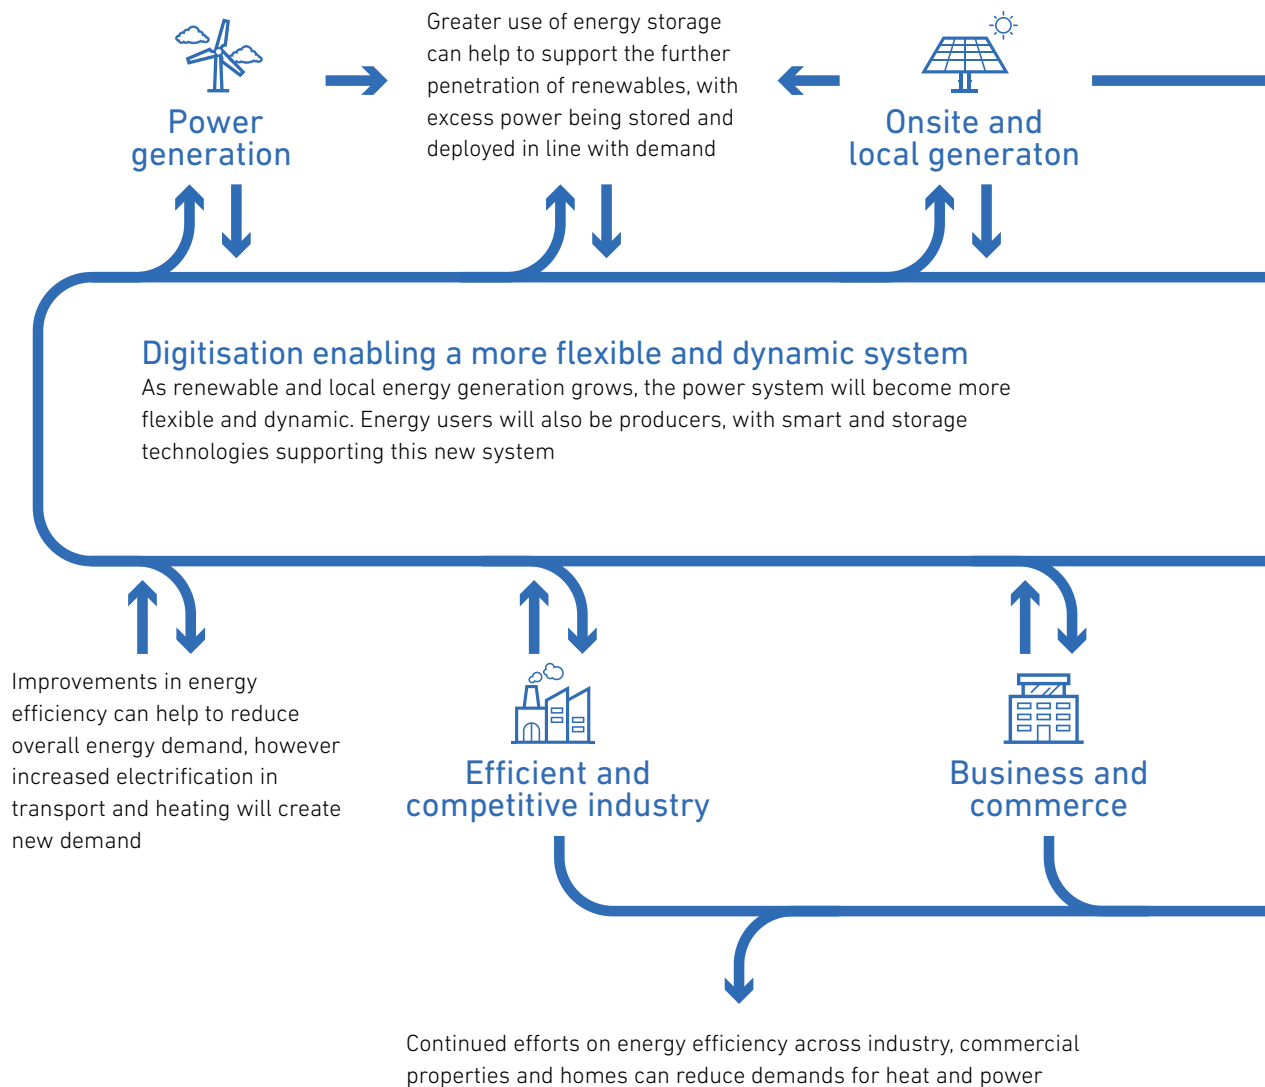 Greater use of energy storage
can help to support the further
penetration of renewables, with
excess power being stored and
deployed in line with demand
Power
generation
Onsite and
local generaton
Digitisation enabling a more flexible and dynamic system
As renewable and local energy generation grows, the power system will become more
flexible and dynamic. Energy users will also be producers, with smart and storage
technologies supporting this new system
Improvements in energy
efficiency can help to reduce
overall energy demand, however
increased electrification in
transport and heating will create
new demand
Efficient and
competitive industry
Business and
commerce
Continued efforts on energy efficiency across industry, commercial
properties and homes can reduce demands for heat and power